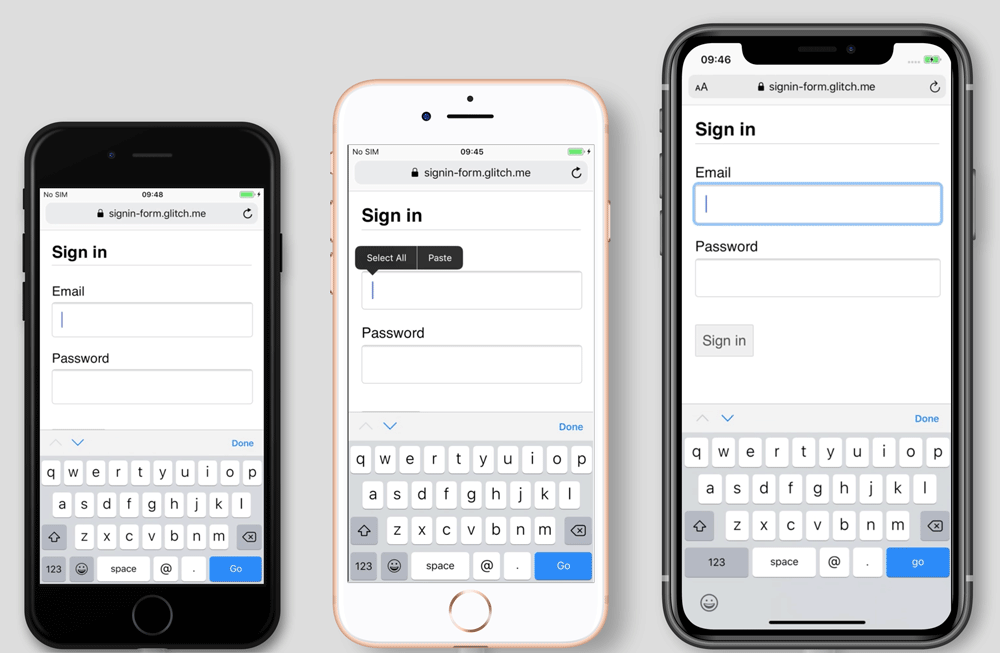 No SIM 09:48
signin-form.glitch.me
Sign in
Email
Password
Done
q w e r t y u i o p
a s d f g h j k l
z x c v b n m
123 space @ . Go
No SIM 09:45
signin-form.glitch.me
Sign in
Select All Paste
Password
Done
q w e r t y u i o p
a s d f g h j k l
z x c v b n m
123 space @ . Go
09:46
AA signin-form.glitch.me
Sign in
Email
Password
Sign in
Done
q w e r t y u i o p
a s d f g h j k l
z x c v b n m
123 space @ . go